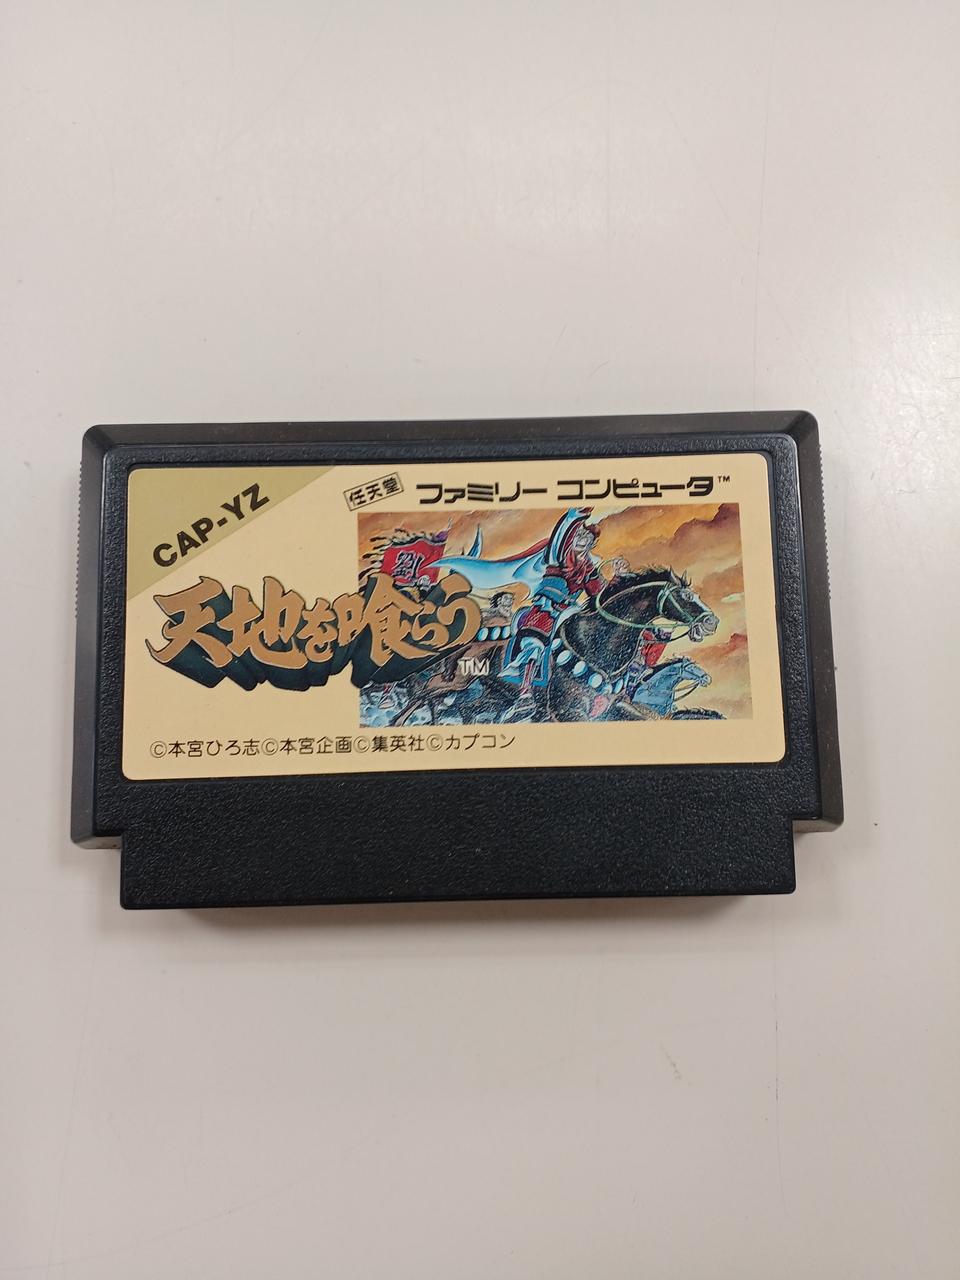 CAP-YZ
任天堂 ファミリー コンピュータ™
劉
天地を喰らう™
©本宮ひろ志©本宮企画©集英社©カプコン